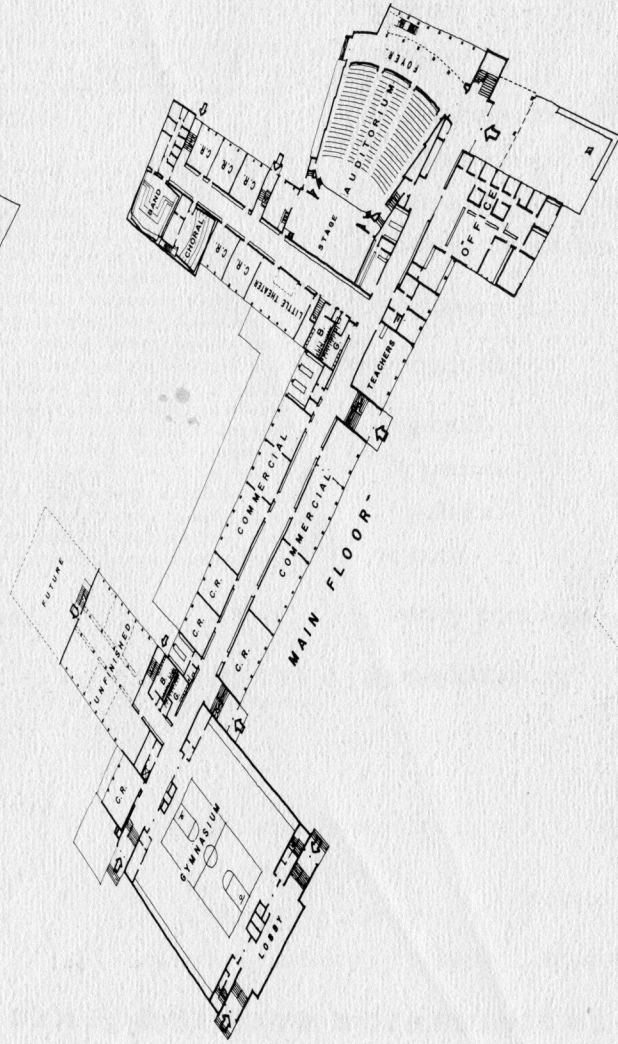 FOYER
AUDITORIUM
STAGE
OFFICE
C.R.
C.R.
C.R.
BAND
CHORAL
C.R.
C.R.
LITTLE THEATER
B.
G.
TEACHERS
COMMERCIAL
COMMERCIAL
C.R.
C.R.
C.R.
C.R.
MAIN FLOOR-
FUTURE
UNFINISHED
B.
G.
C.R.
GYMNASIUM
LOBBY